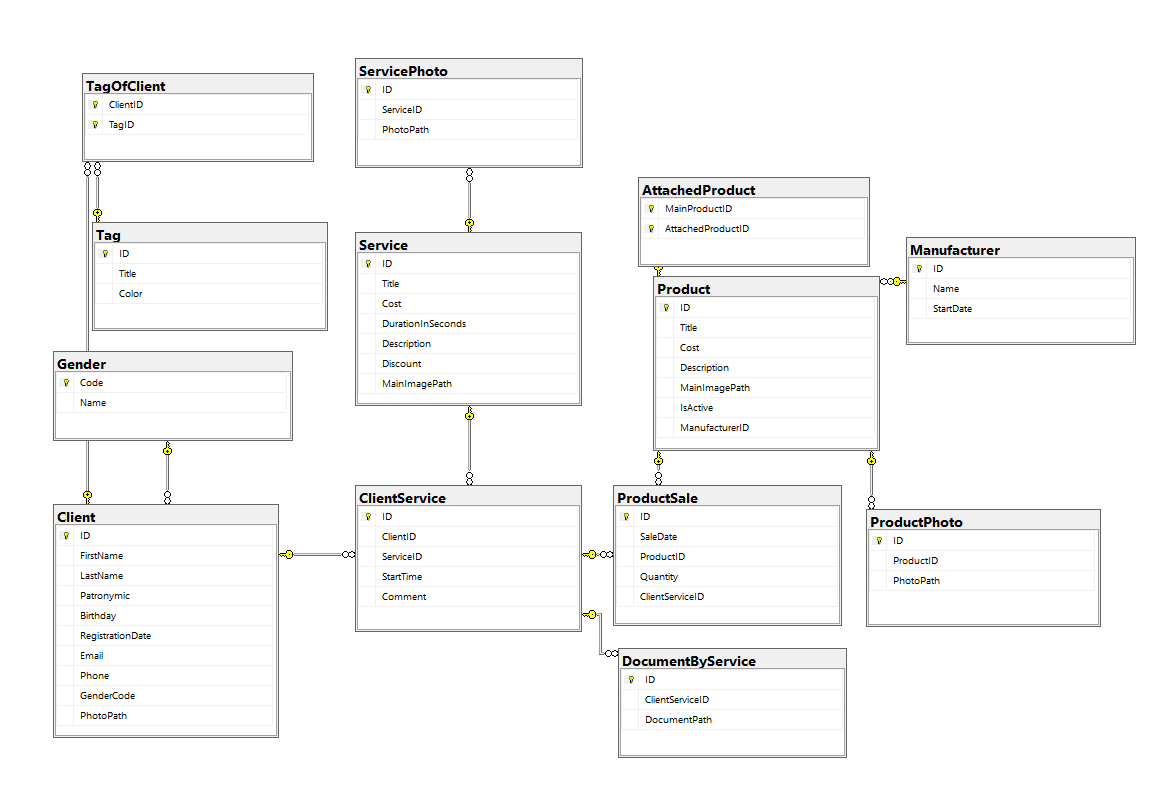 TagOfClient
ClientID
TagID
ServicePhoto
ID
ServiceID
PhotoPath
Tag
ID
Title
Color
Service
ID
Title
Cost
DurationInSeconds
Description
Discount
MainImagePath
AttachedProduct
MainProductID
AttachedProductID
Manufacturer
ID
Name
StartDate
Product
ID
Title
Cost
Description
MainImagePath
IsActive
ManufacturerID
Gender
Code
Name
Client
ID
FirstName
LastName
Patronymic
Birthday
RegistrationDate
Email
Phone
GenderCode
PhotoPath
ClientService
ID
ClientID
ServiceID
StartTime
Comment
ProductSale
ID
SaleDate
ProductID
Quantity
ClientServiceID
ProductPhoto
ID
ProductID
PhotoPath
DocumentByService
ID
ClientServiceID
DocumentPath